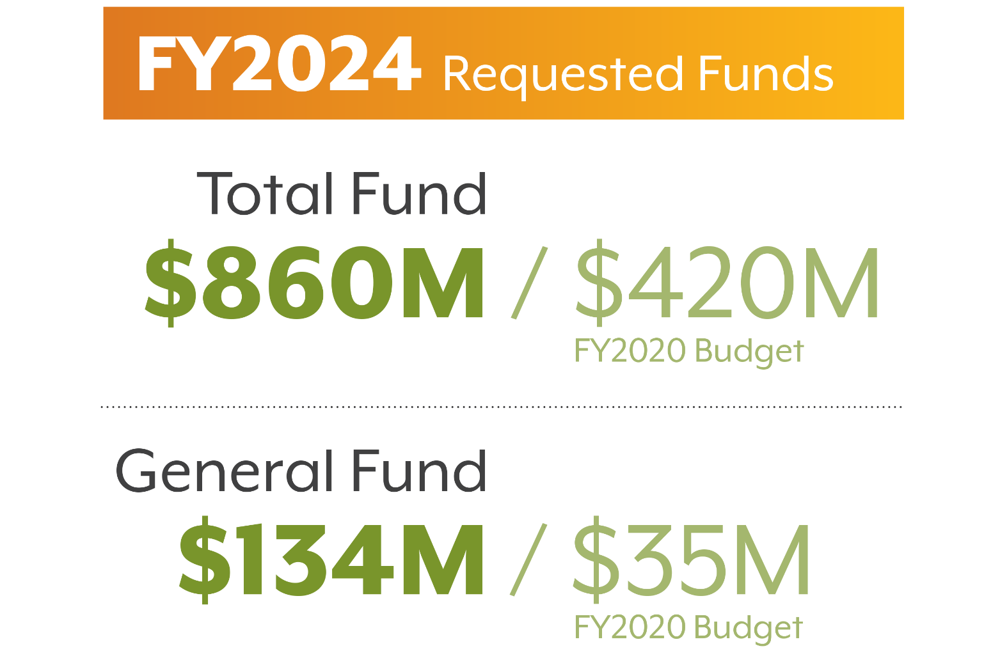 FY2024 Requested Funds
Total Fund
$860M / $420M
FY2020 Budget
General Fund
$134M / $35M
FY2020 Budget